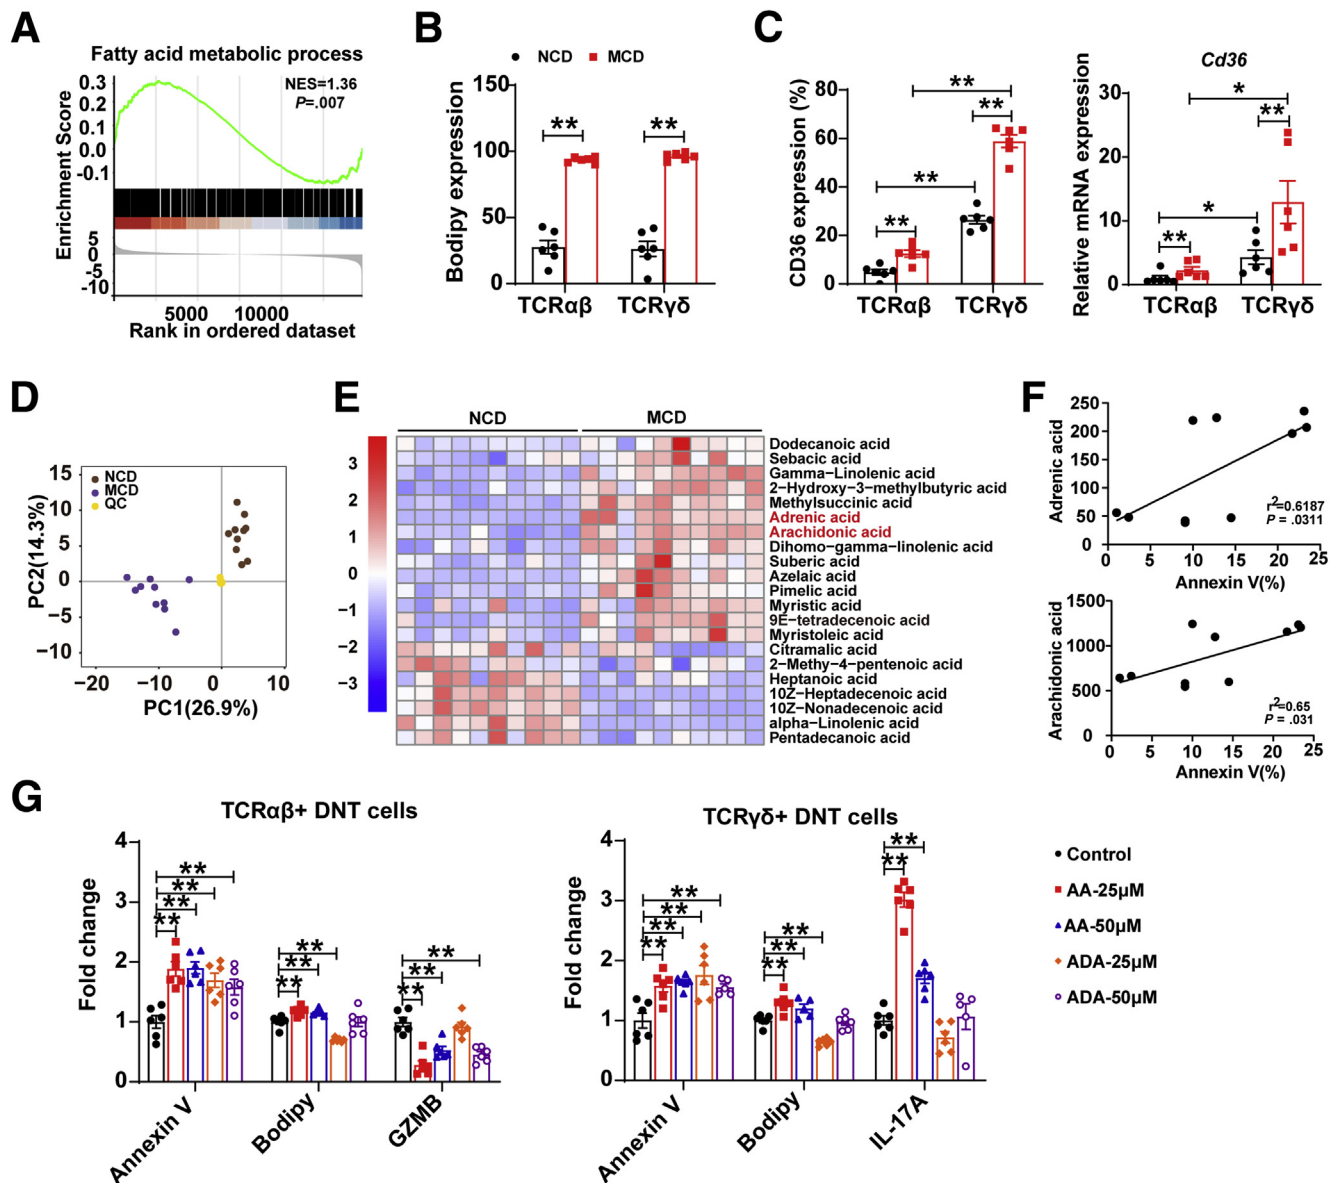 A
Fatty acid metabolic process
NES=1.36
P=.007
Enrichment Score
0.3
0.2
0.1
0.0
-0.1
5
0
-5
-10
5000 10000
Rank in ordered dataset
B
NCD MCD
Bodipy expression
150
100
50
0
** **
TCRαβ TCRγδ
C
CD36 expression (%)
80
60
40
20
0
**
**
**
**
TCRαβ TCRγδ
Cd36
Relative mRNA expression
30
20
10
0
*
**
*
**
TCRαβ TCRγδ
D
NCD
MCD
QC
PC2(14.3%)
15
10
5
0
−5
−10
−20 −10 0 10
PC1(26.9%)
E
NCD MCD
3
2
1
0
−1
−2
−3
Dodecanoic acid
Sebacic acid
Gamma-Linolenic acid
2-Hydroxy-3-methylbutyric acid
Methylsuccinic acid
Adrenic acid
Arachidonic acid
Dihomo-gamma-linolenic acid
Suberic acid
Azelaic acid
Pimelic acid
Myristic acid
9E-tetradecenoic acid
Myristoleic acid
Citramalic acid
2-Methy-4-pentenoic acid
Heptanoic acid
10Z-Heptadecenoic acid
10Z-Nonadecenoic acid
alpha-Linolenic acid
Pentadecanoic acid
F
Adrenic acid
250
200
150
100
50
0
r2=0.6187
P = .0311
0 5 10 15 20 25
Annexin V(%)
Arachidonic acid
1500
1000
500
0
r2=0.65
P = .031
0 5 10 15 20 25
Annexin V(%)
G
TCRαβ+ DNT cells
Fold change
4
3
2
1
0
**
**
**
**
**
**
**
**
**
**
Annexin V Bodipy GZMB
TCRγδ+ DNT cells
Fold change
4
3
2
1
0
**
**
**
**
**
**
**
**
**
Annexin V Bodipy IL-17A
Control
AA-25μM
AA-50μM
ADA-25μM
ADA-50μM